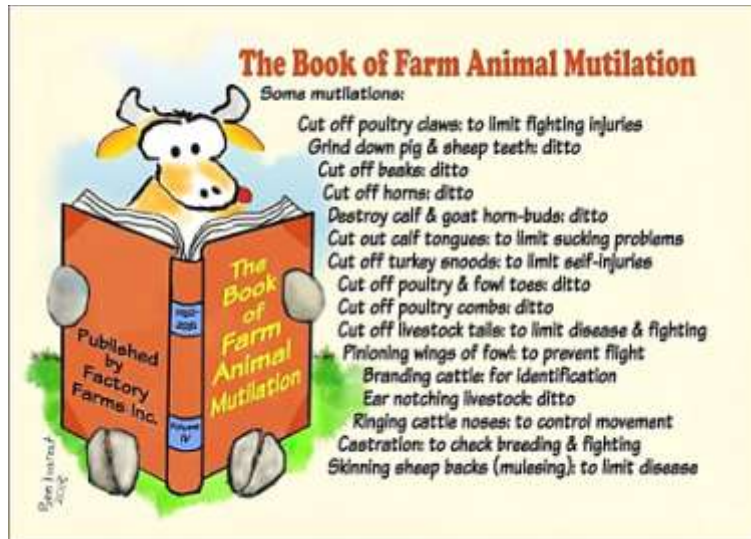 The Book of Farm Animal Mutilation
Some mutilations:
Cut off poultry claws: to limit fighting injuries
Grind down pig & sheep teeth: ditto
Cut off beaks: ditto
Cut off horns: ditto
Destroy calf & goat horn-buds: ditto
Cut out calf tongues: to limit sucking problems
Cut off turkey snoods: to limit self-injuries
Cut off poultry & fowl toes: ditto
Cut off poultry combs: ditto
Cut off livestock tails: to limit disease & fighting
Pinioning wings of fowl: to prevent flight
Branding cattle: for identification
Ear notching livestock: ditto
Ringing cattle noses: to control movement
Castration: to check breeding & fighting
Skinning sheep backs (mulesing): to limit disease
Published
by
Factory
Farms Inc.
Volume
IV
The
Book
of
Farm
Animal
Mutilation